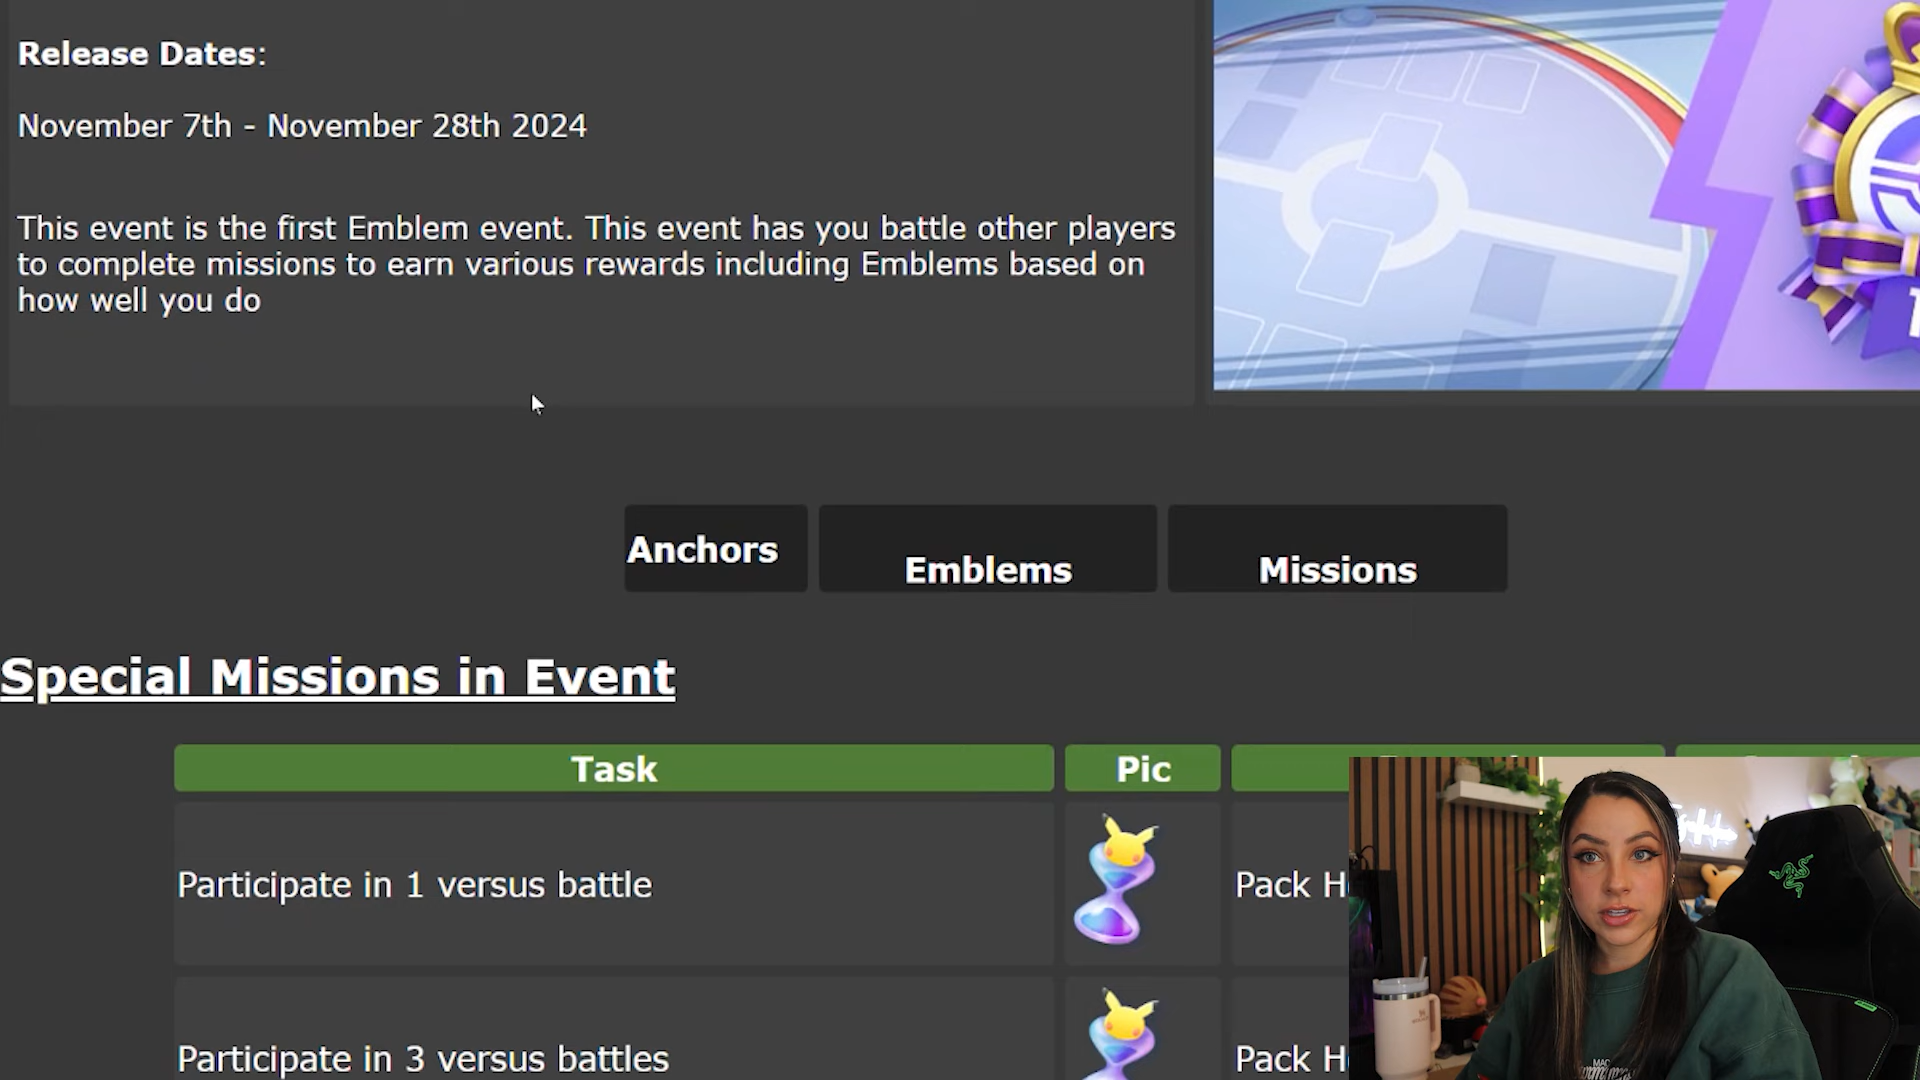 Release Dates:
November 7th - November 28th 2024
This event is the first Emblem event. This event has you battle other players
to complete missions to earn various rewards including Emblems based on
how well you do
Anchors
Emblems
Missions
Special Missions in Event
Task
Pic
Participate in 1 versus battle
Pack H
Participate in 3 versus battles
Pack H